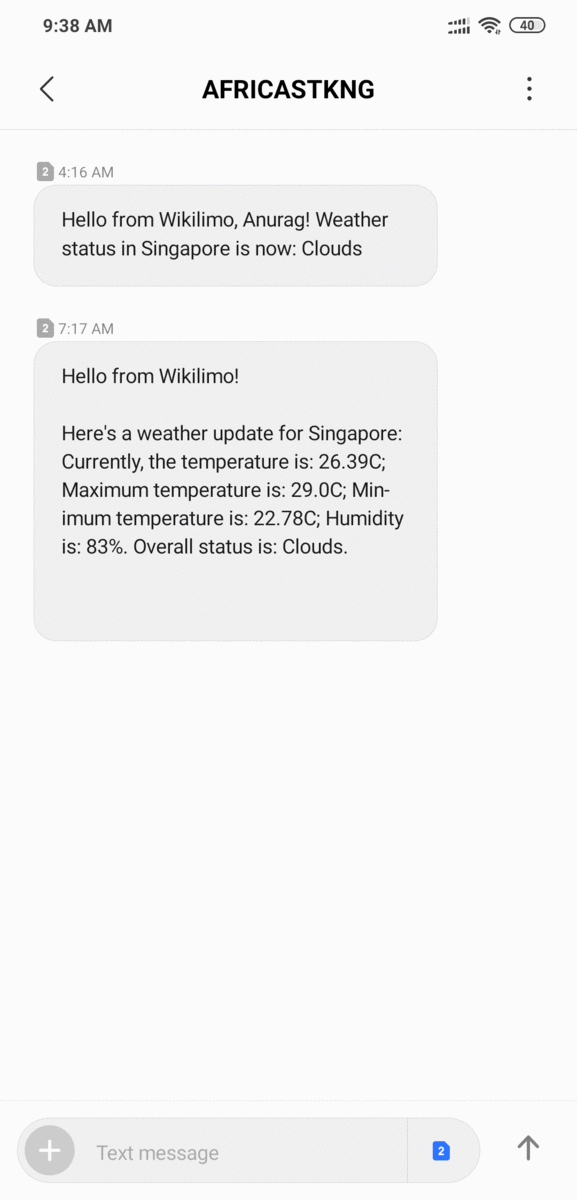 9:38 AM
40
AFRICASTKNG
2 4:16 AM
Hello from Wikilimo, Anurag! Weather
status in Singapore is now: Clouds
2 7:17 AM
Hello from Wikilimo!
Here's a weather update for Singapore:
Currently, the temperature is: 26.39C;
Maximum temperature is: 29.0C; Min-
imum temperature is: 22.78C; Humidity
is: 83%. Overall status is: Clouds.
Text message
2